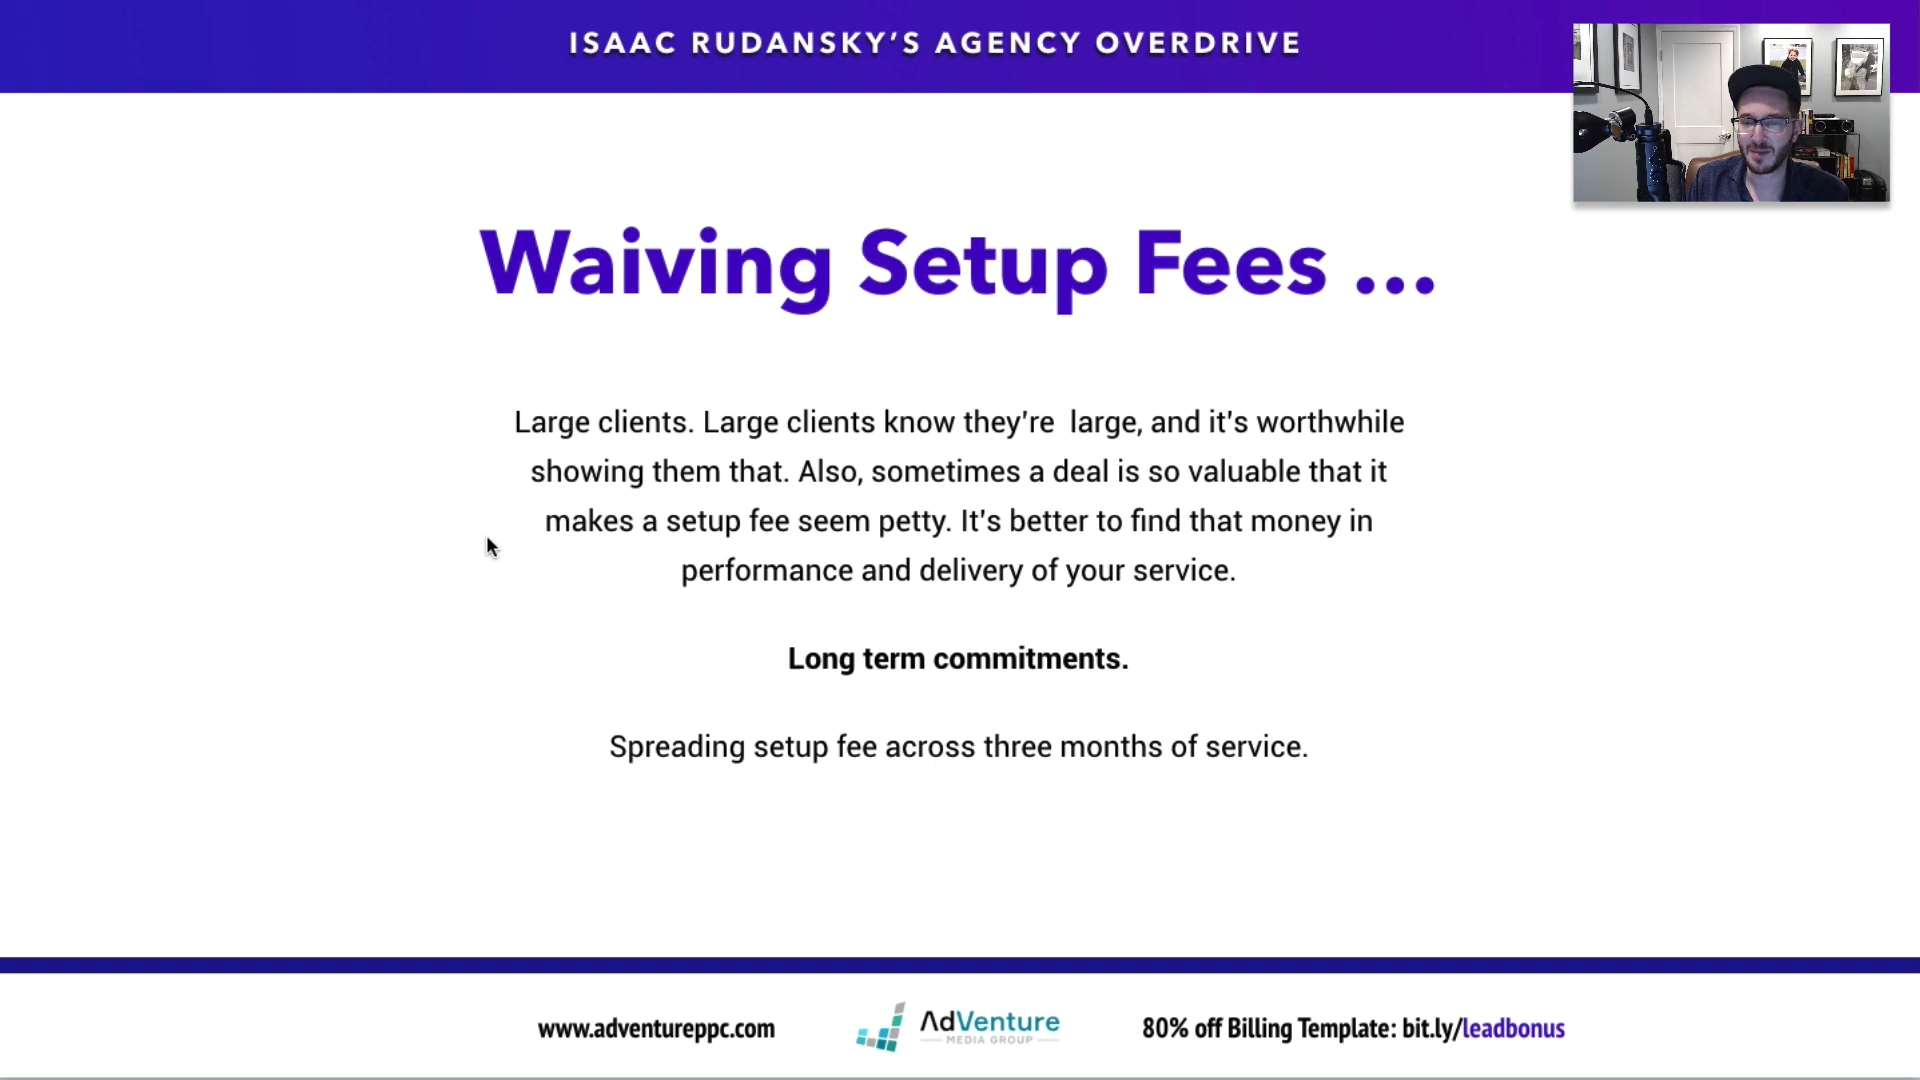 ISAAC RUDANSKY’S AGENCY OVERDRIVE
Waiving Setup Fees ...
Large clients. Large clients know they're  large, and it's worthwhile
showing them that. Also, sometimes a deal is so valuable that it
makes a setup fee seem petty. It's better to find that money in
performance and delivery of your service.
Long term commitments.
Spreading setup fee across three months of service.
www.adventureppc.com
AdVenture
MEDIA GROUP
80% off Billing Template: bit.ly/leadbonus